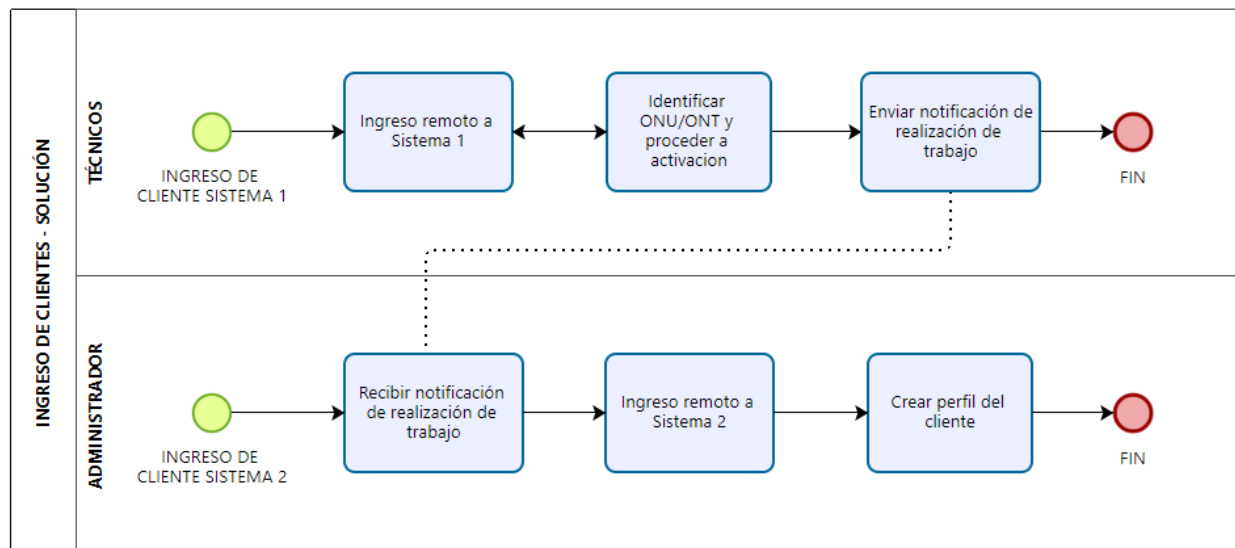 INGRESO DE CLIENTES - SOLUCIÓN
TÉCNICOS
INGRESO DE
CLIENTE SISTEMA 1
Ingreso remoto a
Sistema 1
Identificar
ONU/ONT y
proceder a
activacion
Enviar notificación de
realización de
trabajo
FIN
ADMINISTRADOR
INGRESO DE
CLIENTE SISTEMA 2
Recibir notificación
de realización de
trabajo
Ingreso remoto a
Sistema 2
Crear perfil del
cliente
FIN